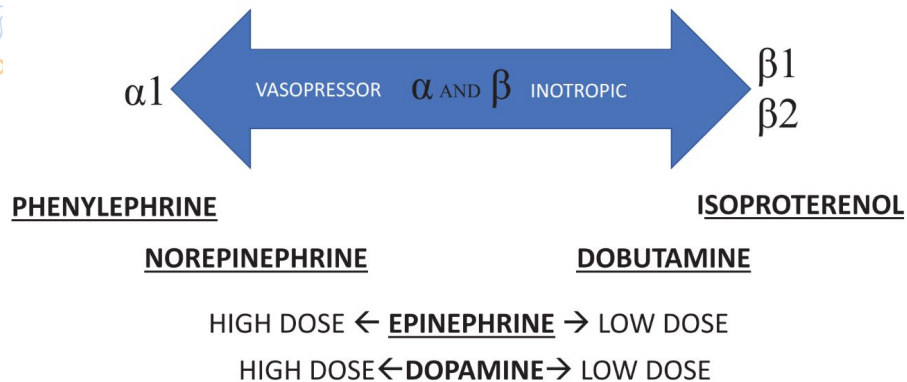 α1
VASOPRESSOR α AND β INOTROPIC
β1
β2
PHENYLEPHRINE
ISOPROTERENOL
NOREPINEPHRINE
DOBUTAMINE
HIGH DOSE ← EPINEPHRINE → LOW DOSE
HIGH DOSE←DOPAMINE→ LOW DOSE